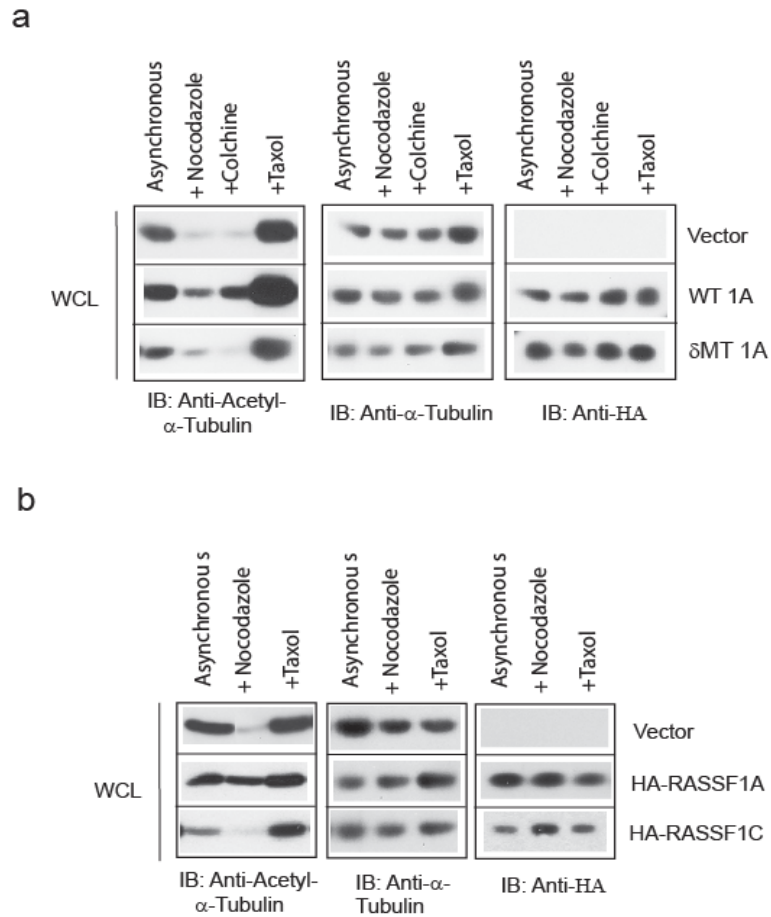 a
Asynchronous
+ Nocodazole
+Colchine
+Taxol
Asynchronous
+ Nocodazole
+Colchine
+Taxol
Asynchronous
+ Nocodazole
+Colchine
+Taxol
WCL
Vector
WT 1A
δMT 1A
IB: Anti-Acetyl-
α-Tubulin
IB: Anti-α-Tubulin
IB: Anti-HA
b
Asynchronou s
+ Nocodazole
+Taxol
Asynchronou s
+ Nocodazole
+Taxol
Asynchronou s
+ Nocodazole
+Taxol
WCL
Vector
HA-RASSF1A
HA-RASSF1C
IB: Anti-Acetyl-
α-Tubulin
IB: Anti-α-
Tubulin
IB: Anti-HA